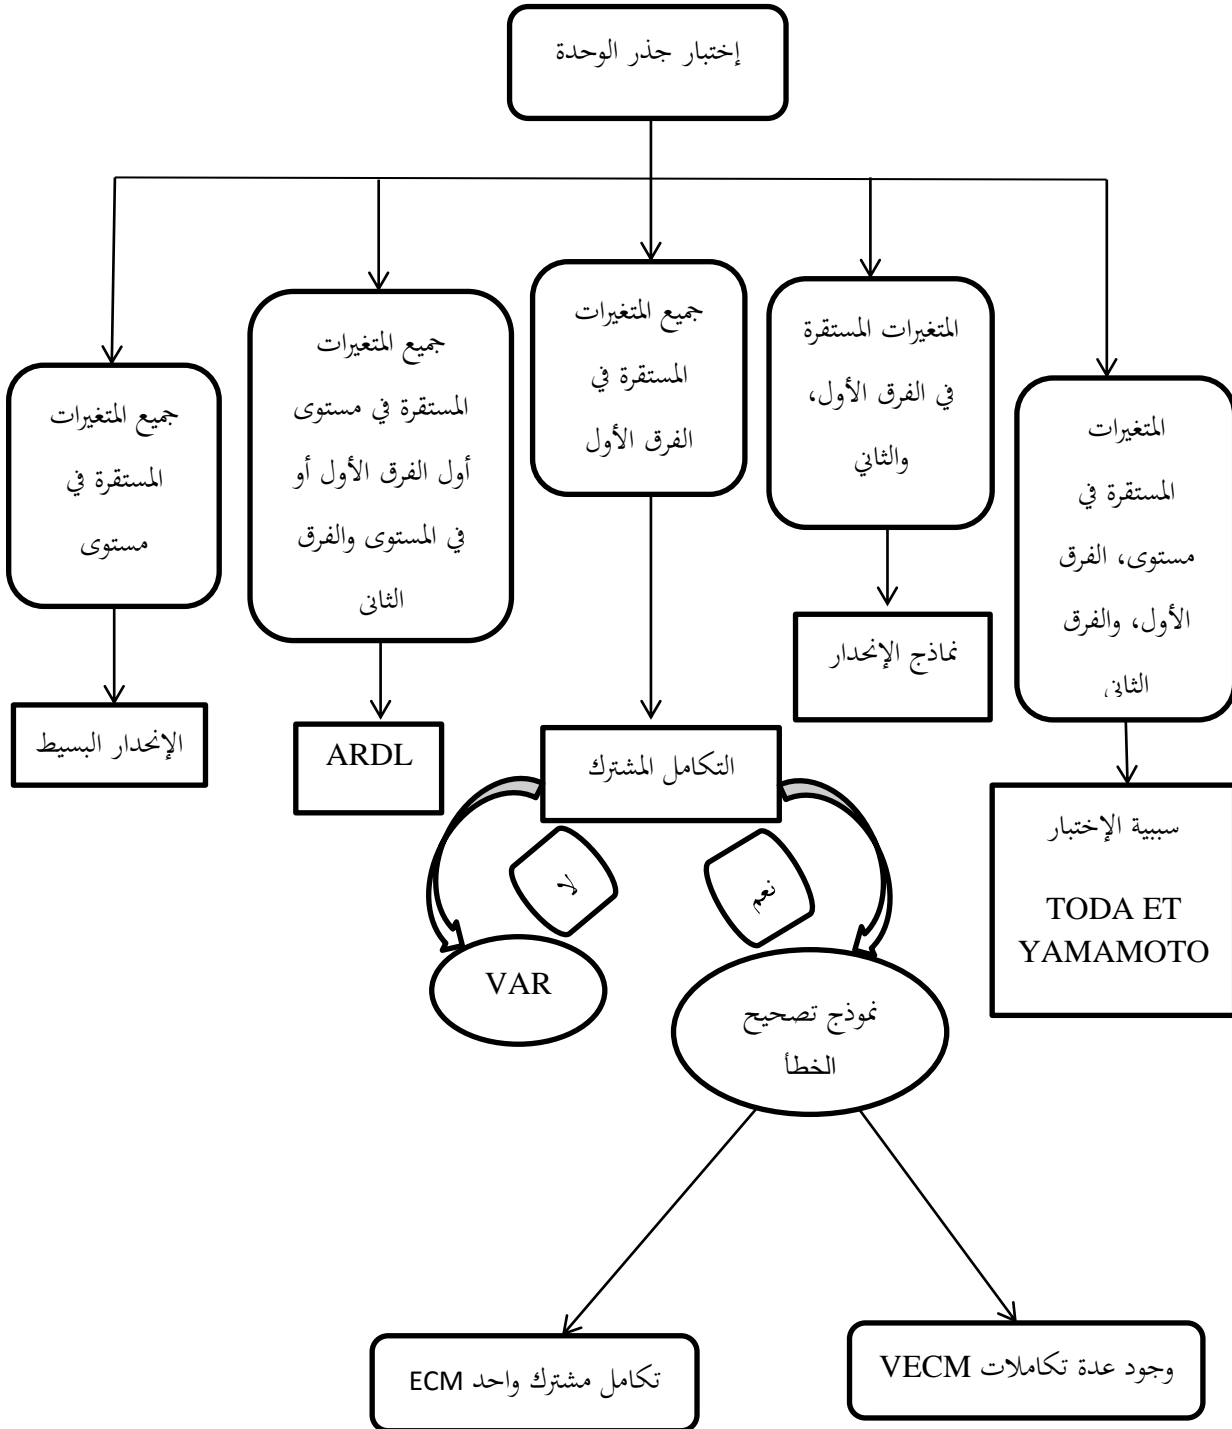 إختبار جذر الوحدة
المتغيرات
المستقرة في
مستوى، الفرق
الأول، والفرق
الثاني
المتغيرات المستقرة
في الفرق الأول،
والثاني
جميع المتغيرات
المستقرة في
الفرق الأول
جميع المتغيرات
المستقرة في مستوى
أول الفرق الأول أو
في المستوى والفرق
الثاني
جميع المتغيرات
المستقرة في
مستوى
سببية الإختبار
TODA ET
YAMAMOTO
نماذج الإنحدار
التكامل المشترك
ARDL
الإنحدار البسيط
نعم
لا
نموذج تصحيح
الخطأ
VAR
وجود عدة تكاملات VECM
تكامل مشترك واحد ECM